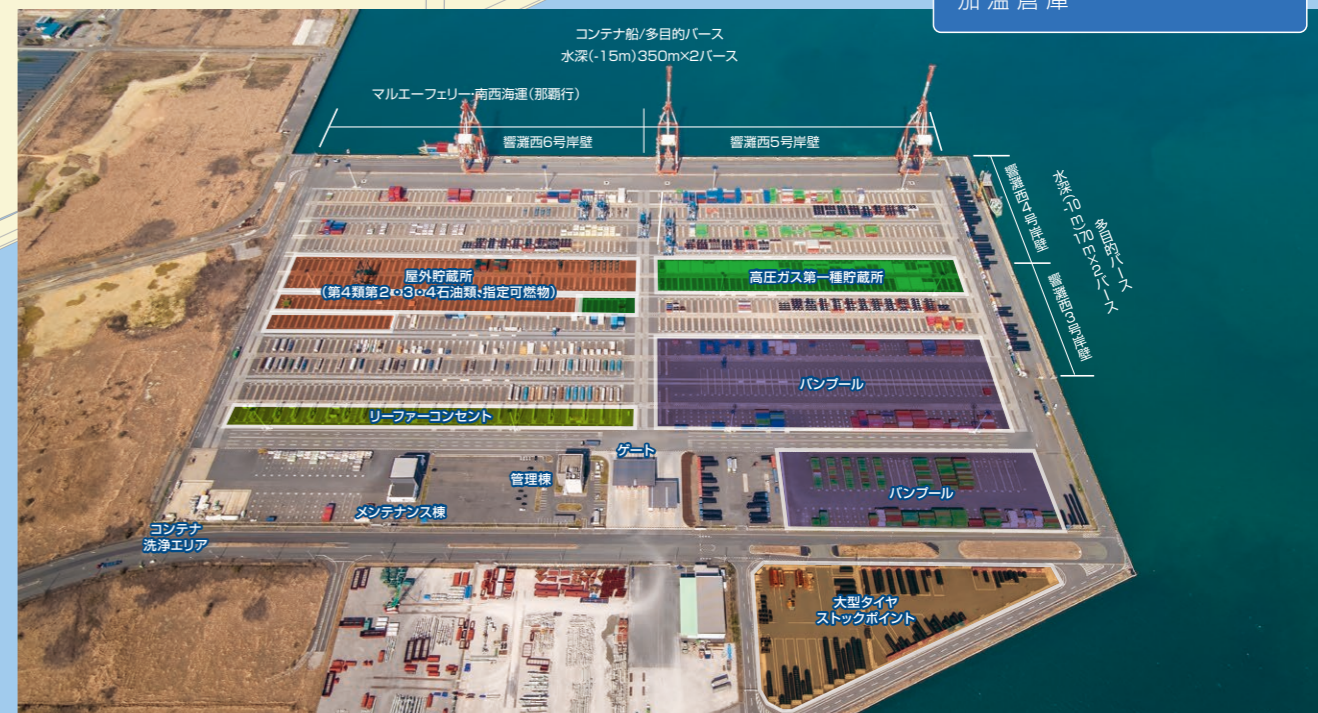 加温倉庫
コンテナ船/多目的バース
水深(-15m)350m×2バース
マルエーフェリー・南西海運(那覇行)
響灘西6号岸壁
響灘西5号岸壁
響灘西4号岸壁
多目的バース
水深(-10m)170m×2バース
響灘西3号岸壁
屋外貯蔵所
(第4類第2・3・4石油類、指定可燃物)
高圧ガス第一種貯蔵所
バンプール
リーファーコンセント
ゲート
管理棟
メンテナンス棟
バンプール
コンテナ
洗浄エリア
大型タイヤ
ストックポイント